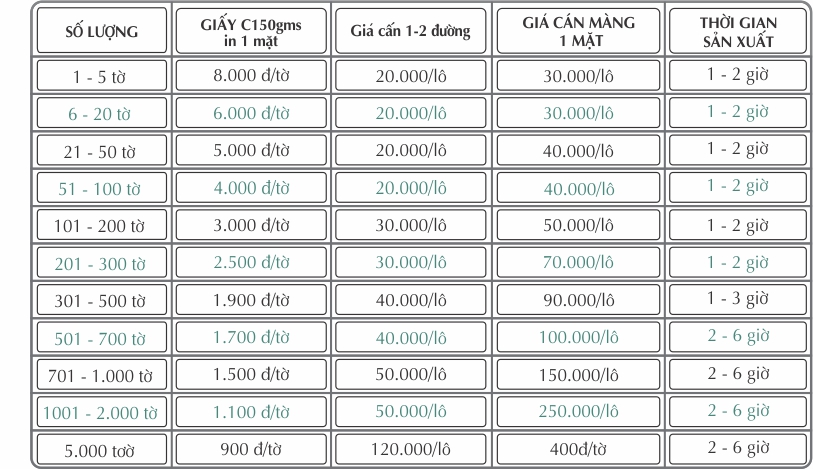 SỐ LƯỢNG GIẤY C150gms in 1 mặt Giá cấn 1-2 đường GIÁ CÁN MÀNG 1 MẶT THỜI GIAN SẢN XUẤT
1 - 5 tờ 8.000 đ/tờ 20.000/lô 30.000/lô 1 - 2 giờ
6 - 20 tờ 6.000 đ/tờ 20.000/lô 30.000/lô 1 - 2 giờ
21 - 50 tờ 5.000 đ/tờ 20.000/lô 40.000/lô 1 - 2 giờ
51 - 100 tờ 4.000 đ/tờ 20.000/lô 40.000/lô 1 - 2 giờ
101 - 200 tờ 3.000 đ/tờ 30.000/lô 50.000/lô 1 - 2 giờ
201 - 300 tờ 2.500 đ/tờ 30.000/lô 70.000/lô 1 - 2 giờ
301 - 500 tờ 1.900 đ/tờ 40.000/lô 90.000/lô 1 - 3 giờ
501 - 700 tờ 1.700 đ/tờ 40.000/lô 100.000/lô 2 - 6 giờ
701 - 1.000 tờ 1.500 đ/tờ 50.000/lô 150.000/lô 2 - 6 giờ
1001 - 2.000 tờ 1.100 đ/tờ 50.000/lô 250.000/lô 2 - 6 giờ
5.000 tơờ 900 đ/tờ 120.000/lô 400đ/tờ 2 - 6 giờ